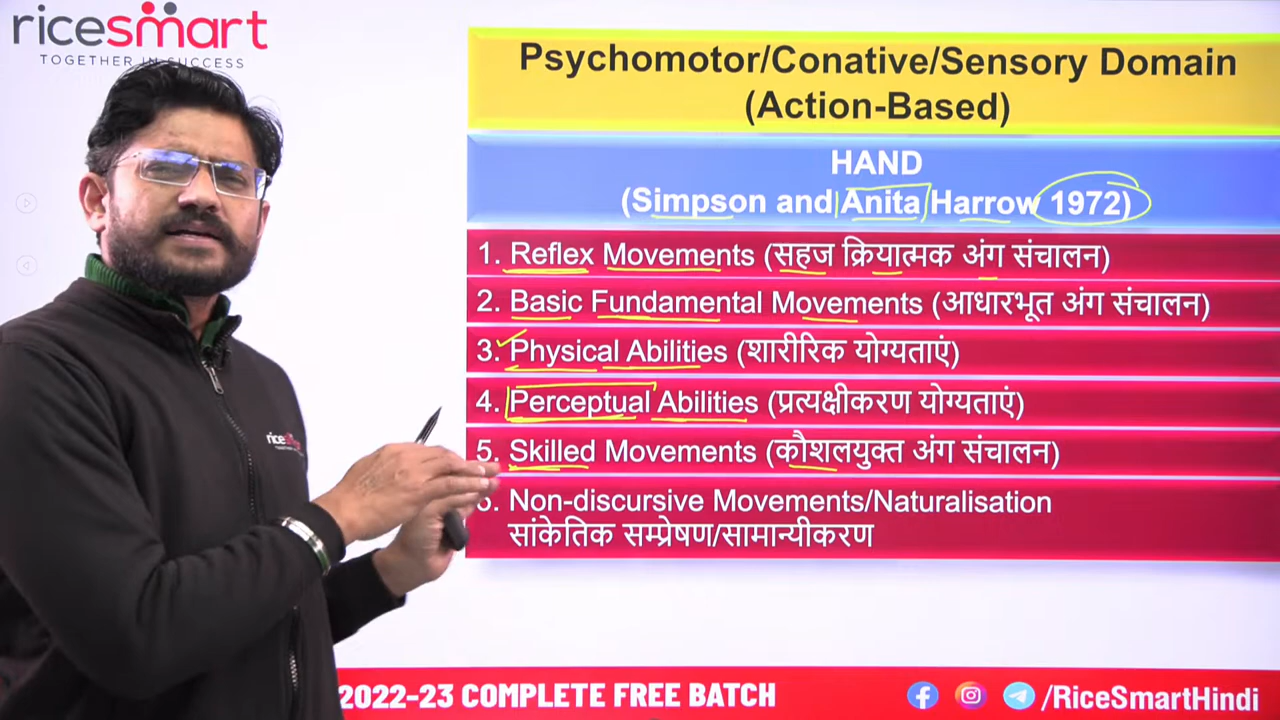 ricesmart
TOGETHER IN SUCCESS
Psychomotor/Conative/Sensory Domain
(Action-Based)
HAND
(Simpson and Anita Harrow 1972)
1. Reflex Movements (सहज क्रियात्मक अंग संचालन)
2. Basic Fundamental Movements (आधारभूत अंग संचालन)
3. Physical Abilities (शारीरिक योग्यताएं)
4. Perceptual Abilities (प्रत्यक्षीकरण योग्यताएं)
5. Skilled Movements (कौशलयुक्त अंग संचालन)
6. Non-discursive Movements/Naturalisation
सांकेतिक सम्प्रेषण/सामान्यीकरण
ricesmart
2022-23 COMPLETE FREE BATCH
/RiceSmartHindi